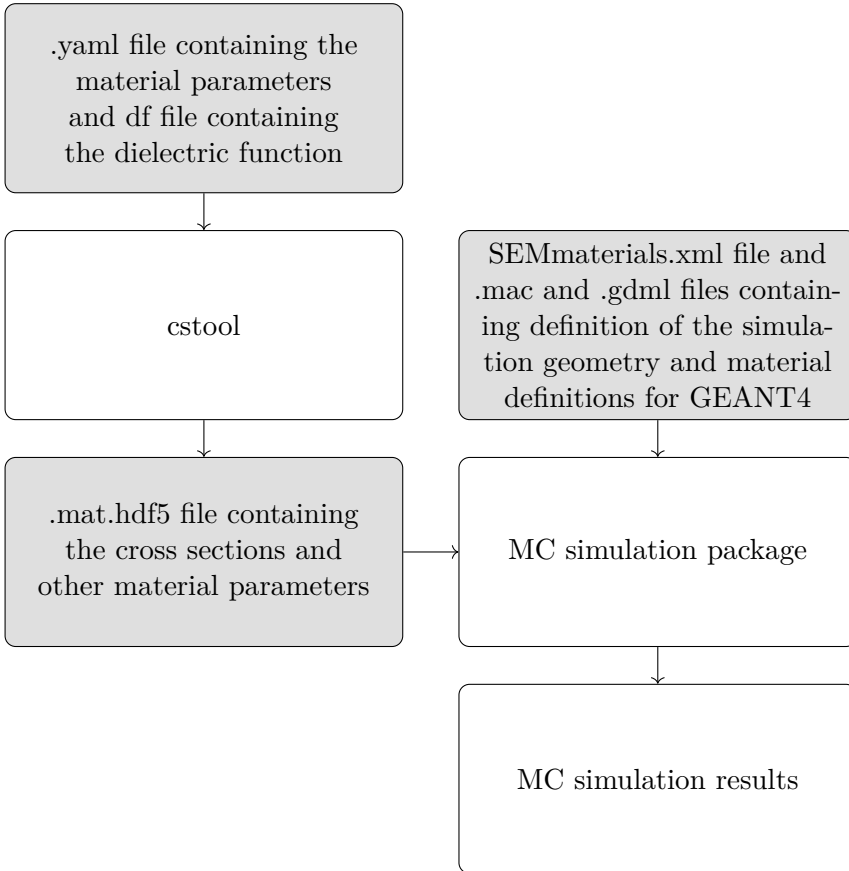 .yaml file containing the
material parameters
and df file containing
the dielectric function
cstool
SEMmaterials.xml file and
.mac and .gdml files contain-
ing definition of the simula-
tion geometry and material
definitions for GEANT4
.mat.hdf5 file containing
the cross sections and
other material parameters
MC simulation package
MC simulation results